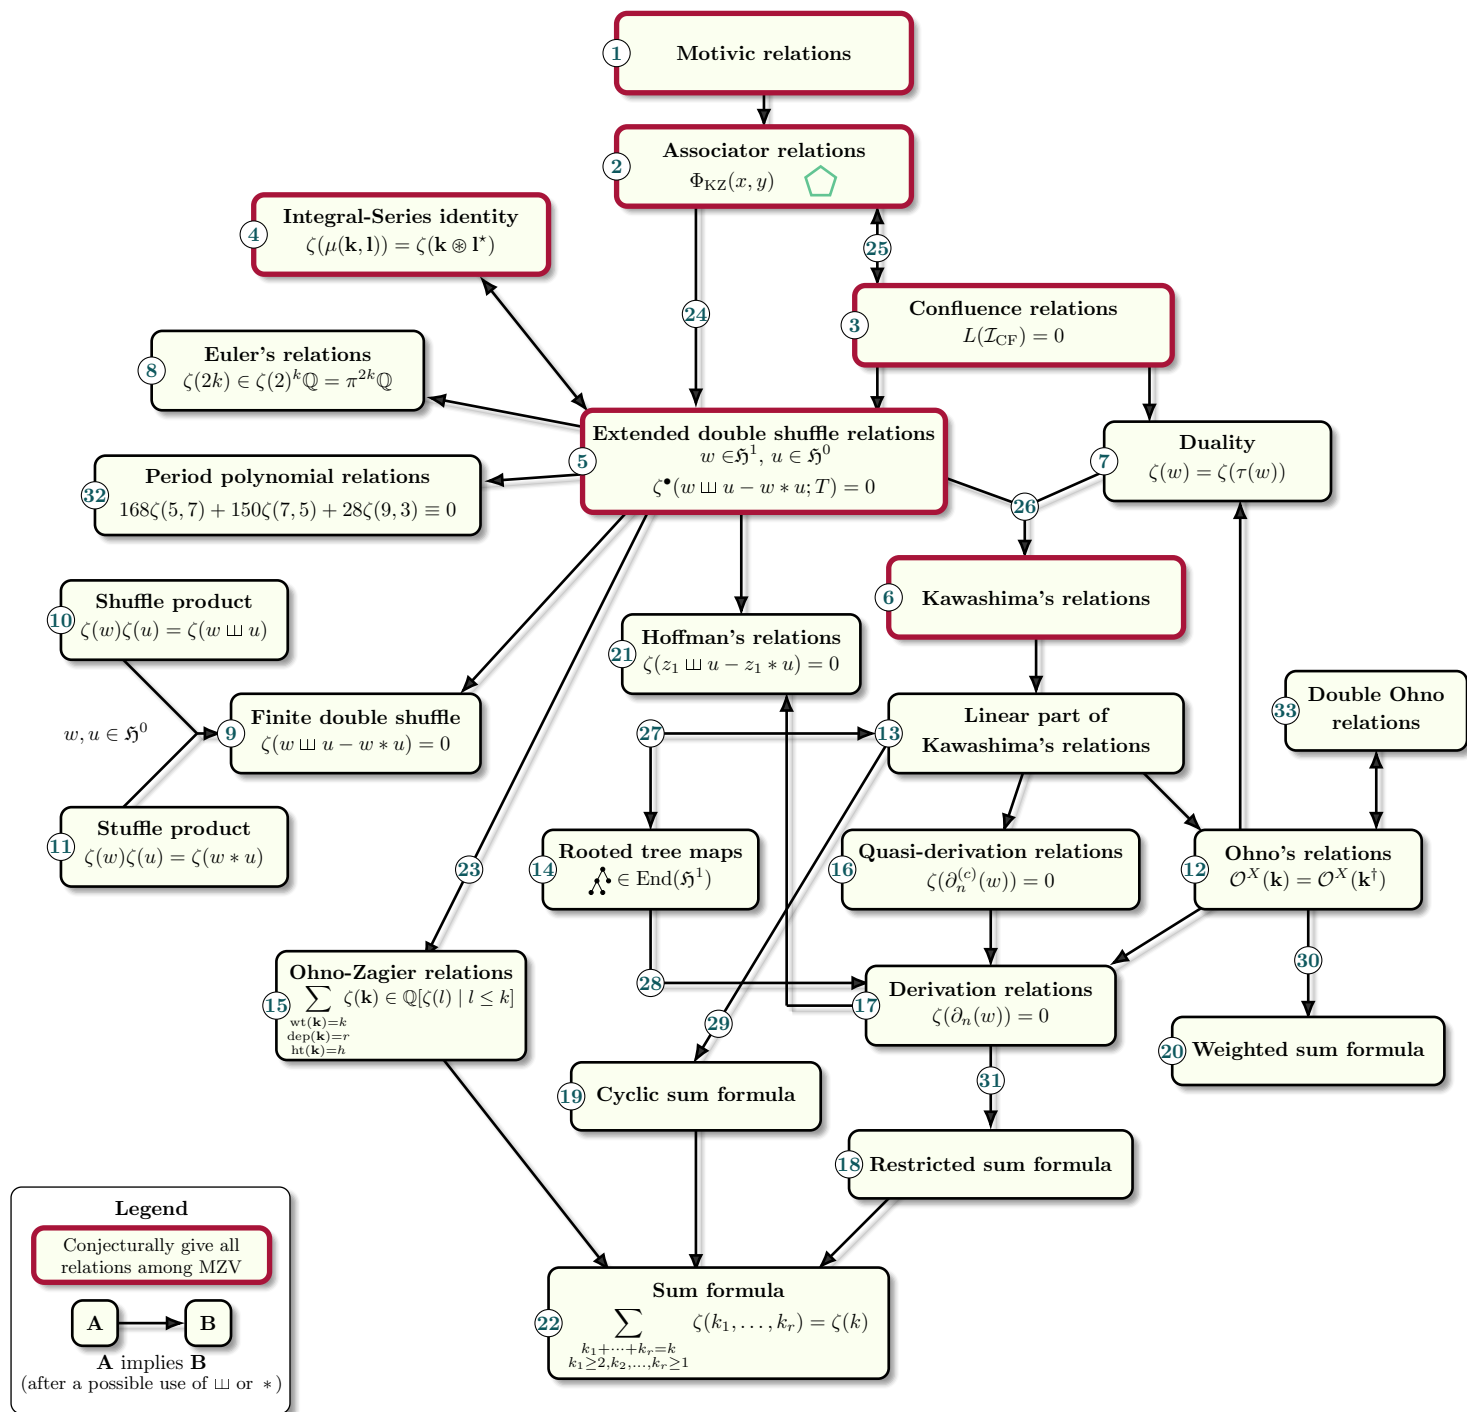 1
Motivic relations
2
Associator relations
Φ_KZ(x, y)
4
Integral-Series identity
ζ(μ(𝐤, 𝐥)) = ζ(𝐤 ⊛ 𝐥⋆)
25
24
3
Confluence relations
L(ℐ_CF) = 0
8
Euler's relations
ζ(2k) ∈ ζ(2)^k ℚ = π^{2k} ℚ
5
Extended double shuffle relations
w ∈ 𝕳^1, u ∈ 𝕳^0
ζ^•(w ⧢ u − w ∗ u; T) = 0
7
Duality
ζ(w) = ζ(τ(w))
32
Period polynomial relations
168ζ(5, 7) + 150ζ(7, 5) + 28ζ(9, 3) ≡ 0
26
10
Shuffle product
ζ(w)ζ(u) = ζ(w ⧢ u)
6
Kawashima's relations
21
Hoffman's relations
ζ(z_1 ⧢ u − z_1 ∗ u) = 0
w, u ∈ 𝕳^0
9
Finite double shuffle
ζ(w ⧢ u − w ∗ u) = 0
27
13
Linear part of
Kawashima's relations
33
Double Ohno
relations
11
Stuffle product
ζ(w)ζ(u) = ζ(w ∗ u)
23
14
Rooted tree maps
∈ End(𝕳^1)
16
Quasi-derivation relations
ζ(∂_n^{(c)}(w)) = 0
12
Ohno's relations
𝒪^X(𝐤) = 𝒪^X(𝐤^†)
15
Ohno-Zagier relations
∑ ζ(𝐤) ∈ ℚ[ζ(l) | l ≤ k]
wt(𝐤)=k
dep(𝐤)=r
ht(𝐤)=h
28
17
Derivation relations
ζ(∂_n(w)) = 0
30
29
20
Weighted sum formula
31
19
Cyclic sum formula
18
Restricted sum formula
22
Sum formula
∑ ζ(k_1, . . . , k_r) = ζ(k)
k_1+···+k_r=k
k_1≥2,k_2,...,k_r≥1
Legend
Conjecturally give all
relations among MZV
A B
A implies B
(after a possible use of ⧢ or ∗)